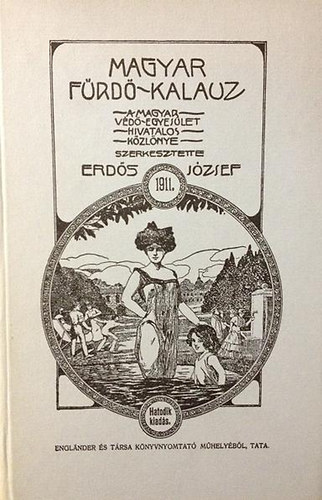 MAGYAR
FÜRDŐ-KALAUZ
A MAGYAR
VÉDŐ-EGYESÜLET
HIVATALOS
KÖZLÖNYE
SZERKESZTETTE
ERDŐS JÓZSEF
1911.
Hatodik
kiadás.
ENGLÄNDER ÉS TÁRSA KÖNYVNYOMTATÓ MŰHELYÉBŐL, TATA.